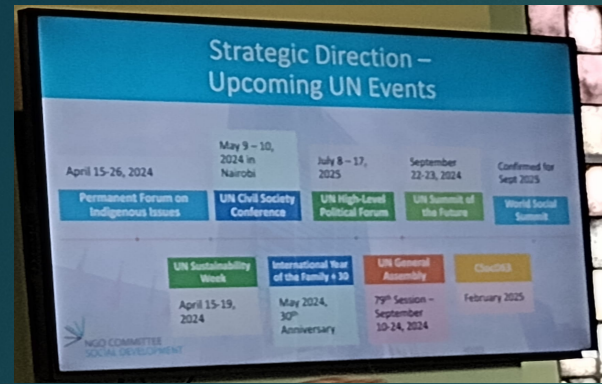 Strategic Direction –
Upcoming UN Events
April 15-26, 2024
Permanent Forum on
Indigenous Issues
May 9 – 10,
2024 in
Nairobi
UN Civil Society
Conference
July 8 – 17,
2025
UN High-Level
Political Forum
September
22-23, 2024
UN Summit of
the Future
Confirmed for
Sept 2025
World Social
Summit
UN Sustainability
Week
April 15-19,
2024
International Year
of the Family + 30
May 2024,
30th
Anniversary
UN General
Assembly
79th Session –
September
10-24, 2024
February 2025
NGO COMMITTEE
SOCIAL DEVELOPMENT